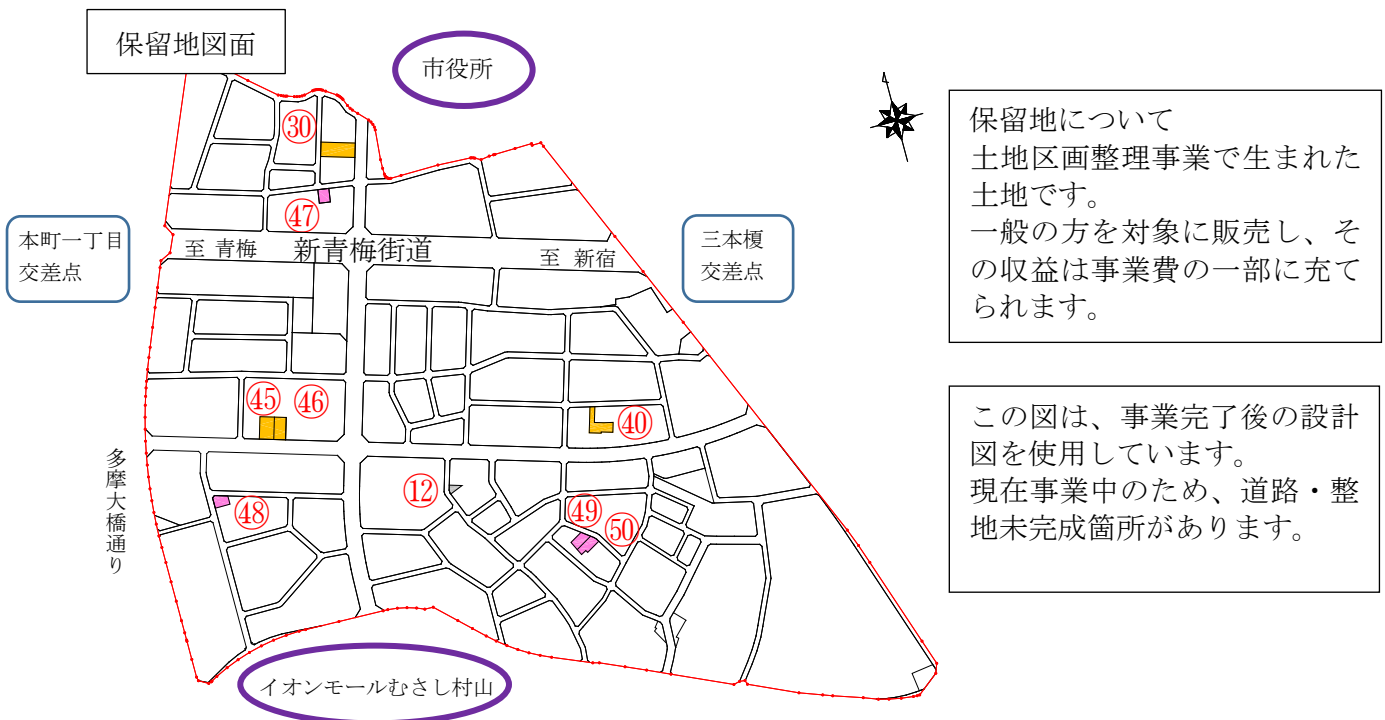 保留地図面
市役所
保留地について
土地区画整理事業で生まれた
土地です。
一般の方を対象に販売し、そ
の収益は事業費の一部に充て
られます。
㉚
㊼
本町一丁目
交差点
至 青梅
新青梅街道
至 新宿
三本榎
交差点
㊺
㊻
㊵
この図は、事業完了後の設計
図を使用しています。
現在事業中のため、道路・整
地未完成箇所があります。
多摩大橋通り
⑫
㊽
㊾
㊿
イオンモールむさし村山